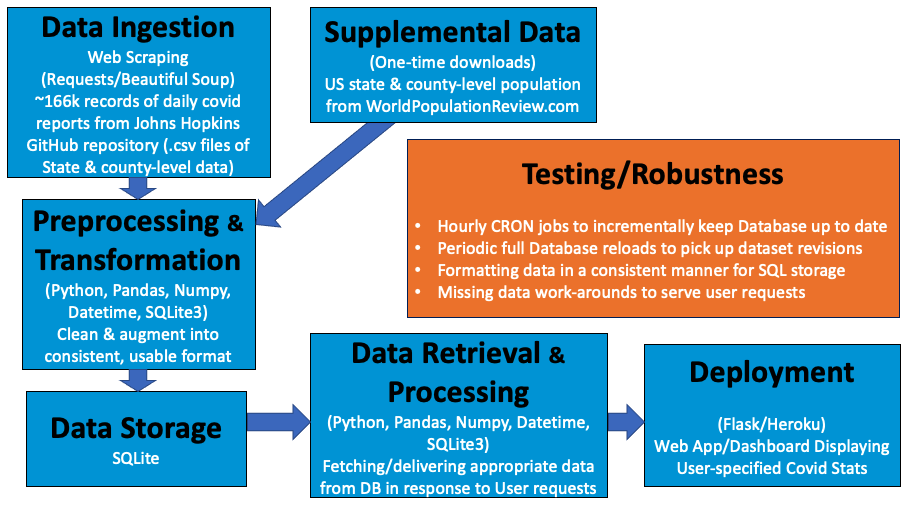 Data Ingestion
Web Scraping
(Requests/Beautiful Soup)
~166k records of daily covid
reports from Johns Hopkins
GitHub repository (.csv files of
State & county-level data)
Supplemental Data
(One-time downloads)
US state & county-level population
from WorldPopulationReview.com
Testing/Robustness
• Hourly CRON jobs to incrementally keep Database up to date
• Periodic full Database reloads to pick up dataset revisions
• Formatting data in a consistent manner for SQL storage
• Missing data work-arounds to serve user requests
Preprocessing &
Transformation
(Python, Pandas, Numpy,
Datetime, SQLite3)
Clean & augment into
consistent, usable format
Data Storage
SQLite
Data Retrieval &
Processing
(Python, Pandas, Numpy, Datetime,
SQLite3)
Fetching/delivering appropriate data
from DB in response to User requests
Deployment
(Flask/Heroku)
Web App/Dashboard Displaying
User-specified Covid Stats